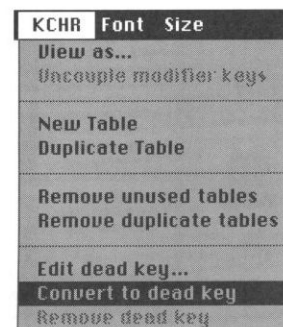 KCHR Font Size
View as...
Uncouple modifier keys
New Table
Duplicate Table
Remove unused tables
Remove duplicate tables
Edit dead key...
Convert to dead key
Remove dead key